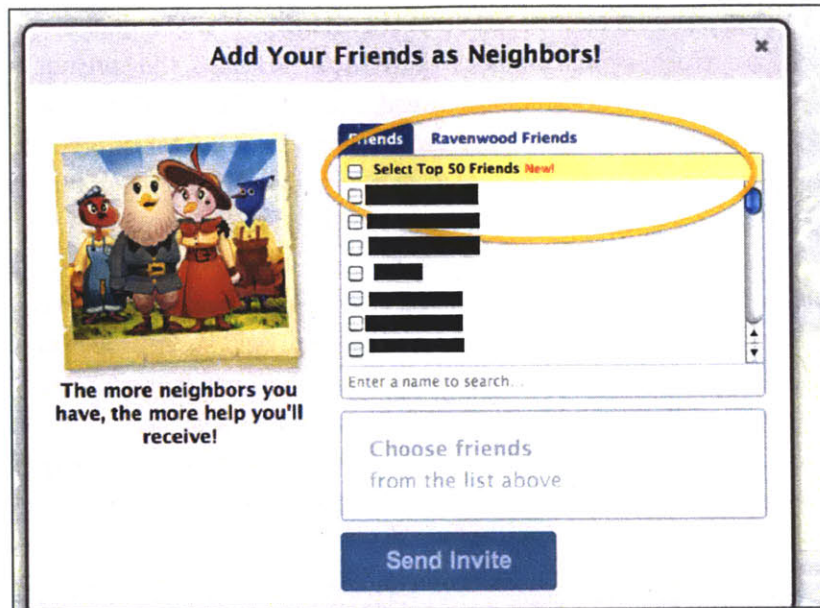 Add Your Friends as Neighbors!
Friends Ravenwood Friends
Select Top 50 Friends New!
The more neighbors you
have, the more help you'll
receive!
Enter a name to search...
Choose friends
from the list above
Send Invite